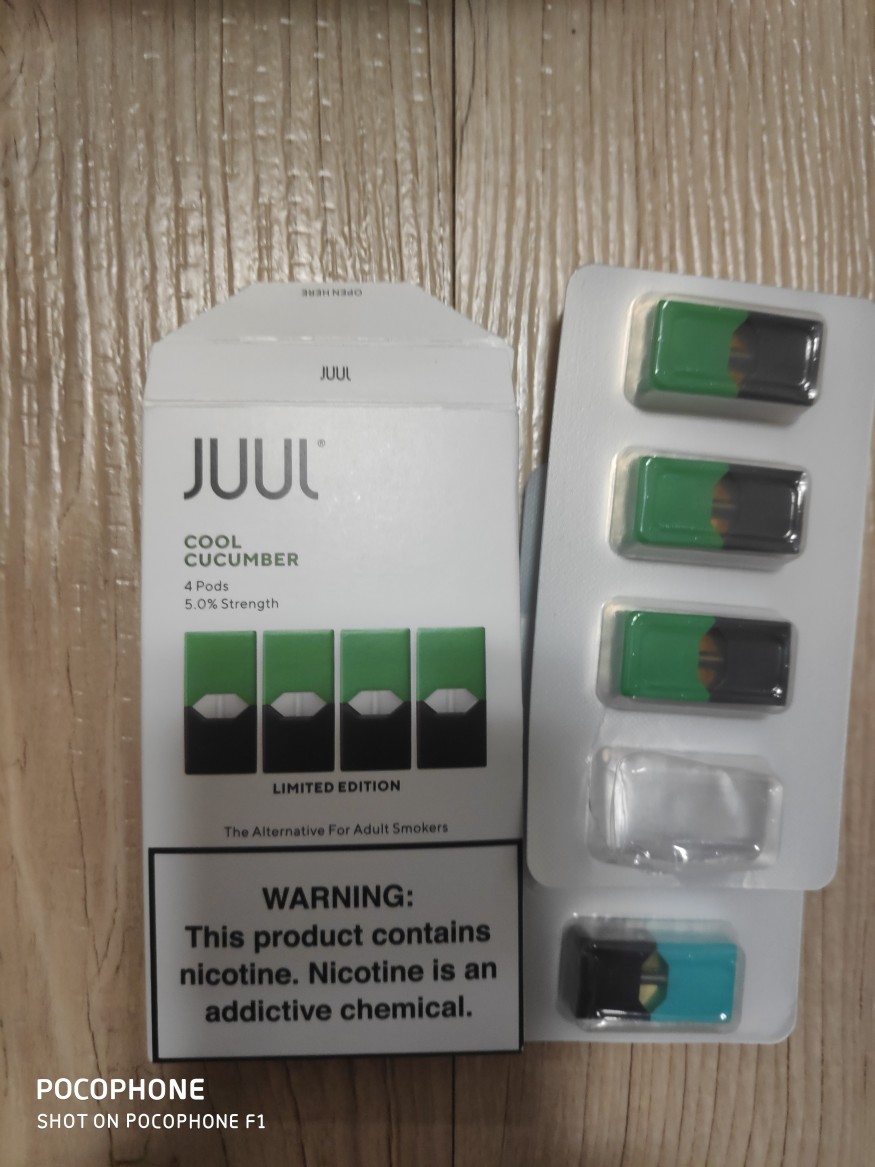 OPEN HERE
JUUL
JUUL®
COOL
CUCUMBER
4 Pods
5.0% Strength
LIMITED EDITION
The Alternative For Adult Smokers
WARNING:
This product contains
nicotine. Nicotine is an
addictive chemical.
POCOPHONE
SHOT ON POCOPHONE F1